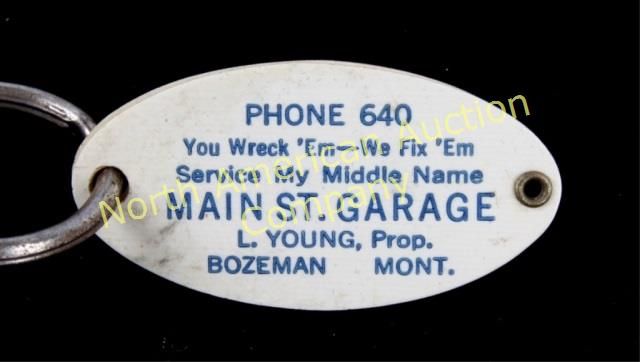 PHONE 640
You Wreck 'Em—We Fix 'Em
Service My Middle Name
MAIN ST. GARAGE
L. YOUNG, Prop.
BOZEMAN MONT.
North American Auction
Company